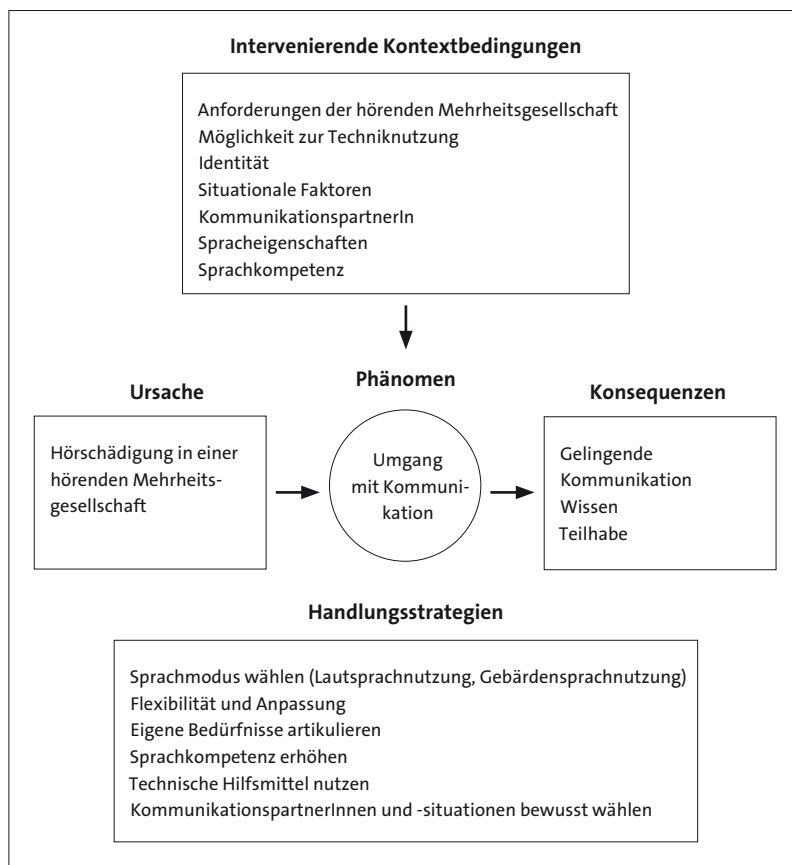 Intervenierende Kontextbedingungen
Anforderungen der hörenden Mehrheitsgesellschaft
Möglichkeit zur Techniknutzung
Identität
Situationale Faktoren
KommunikationspartnerIn
Spracheigenschaften
Sprachkompetenz
Ursache
Hörschädigung in einer
hörenden Mehrheits-
gesellschaft
Phänomen
Umgang
mit Kommuni-
kation
Konsequenzen
Gelingende
Kommunikation
Wissen
Teilhabe
Handlungsstrategien
Sprachmodus wählen (Lautsprachnutzung, Gebärdensprachnutzung)
Flexibilität und Anpassung
Eigene Bedürfnisse artikulieren
Sprachkompetenz erhöhen
Technische Hilfsmittel nutzen
KommunikationspartnerInnen und -situationen bewusst wählen